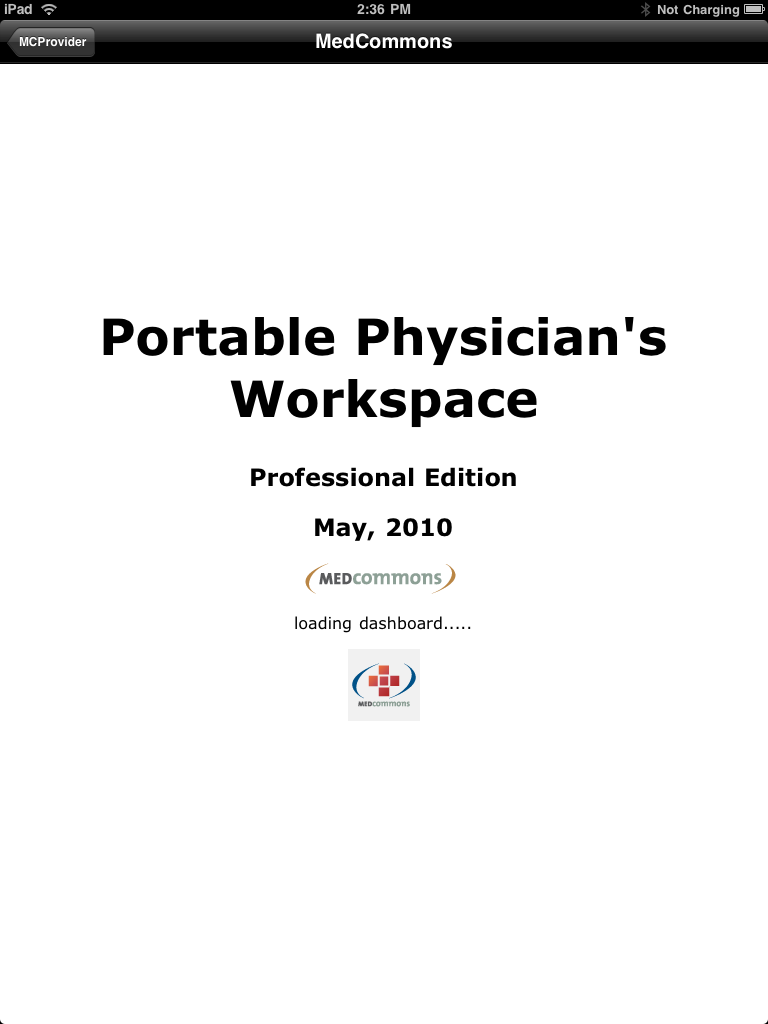 iPad 2:36 PM Not Charging
MCProvider MedCommons
Portable Physician's
Workspace
Professional Edition
May, 2010
MEDcommons
loading dashboard.....
MEDcommons